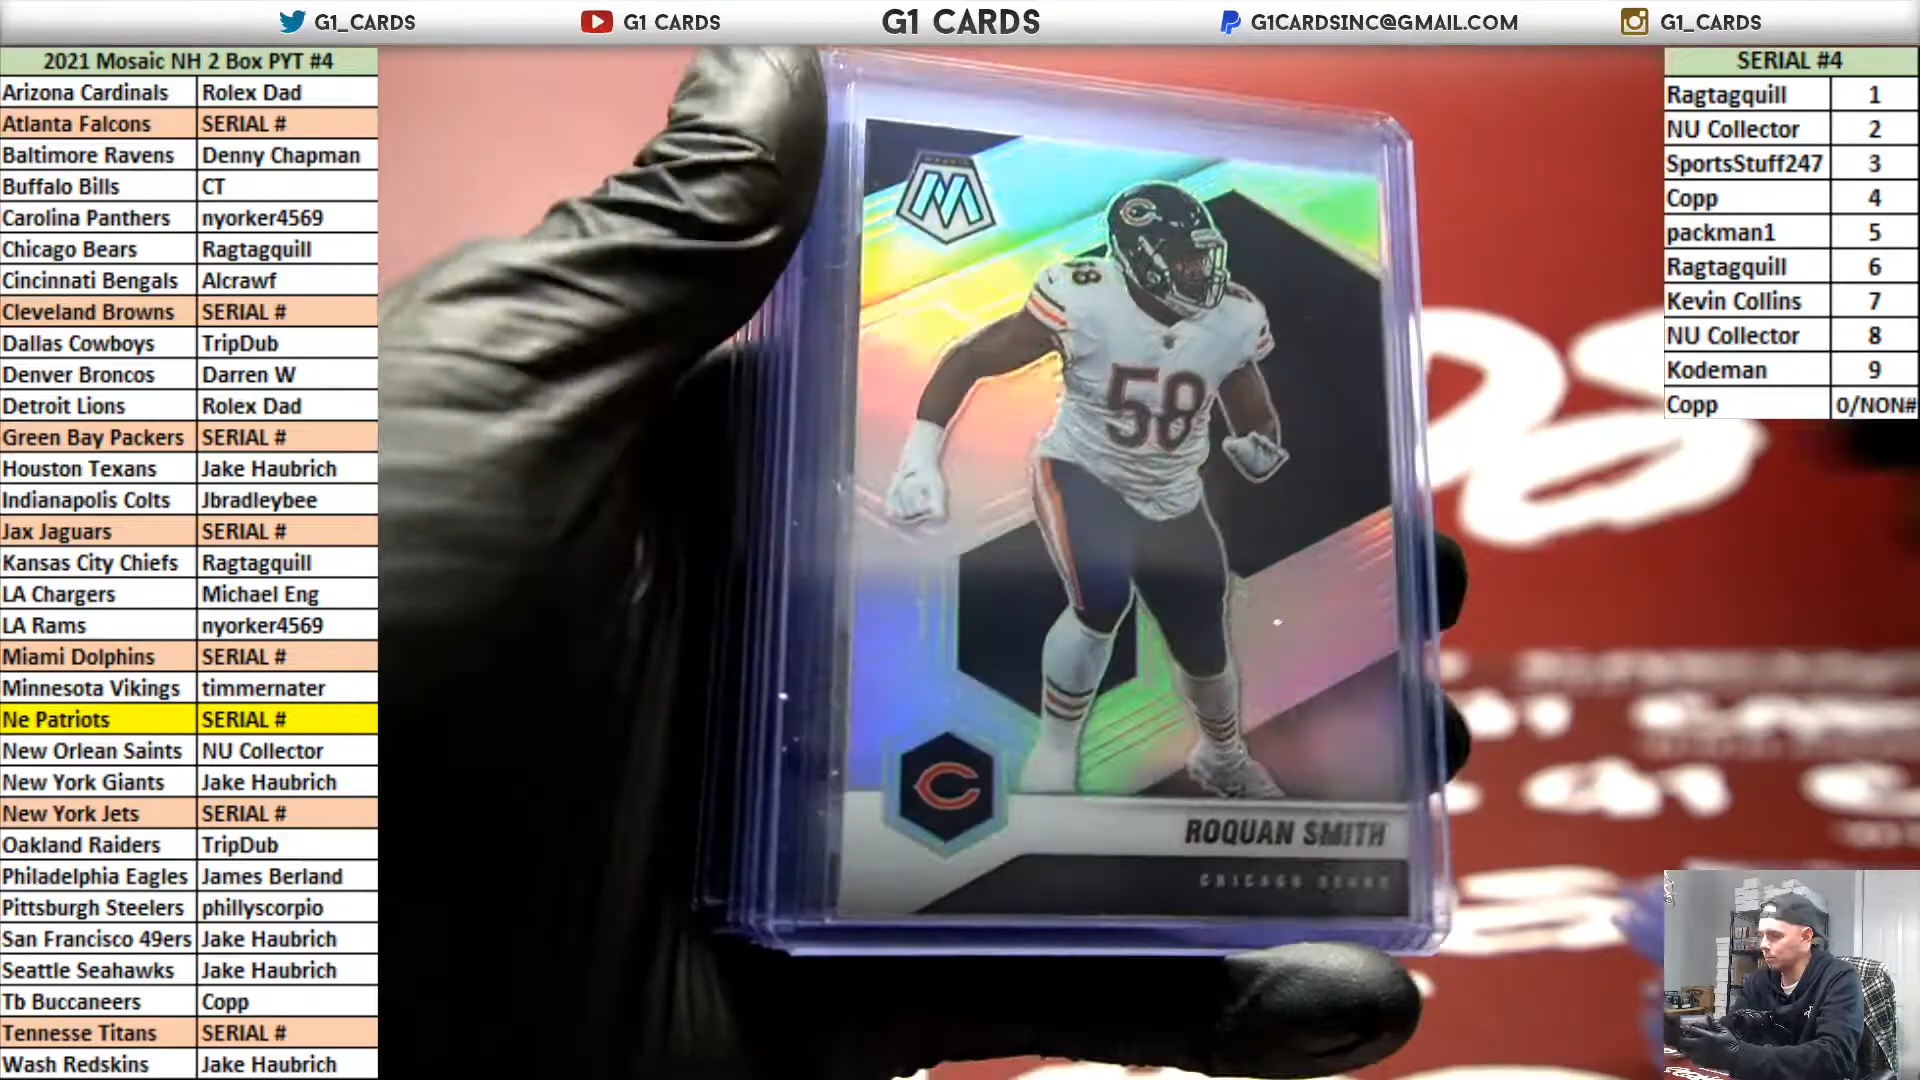 G1_CARDS
G1 CARDS
G1 CARDS
G1CARDSINC@GMAIL.COM
G1_CARDS
2021 Mosaic NH 2 Box PYT #4
Arizona Cardinals Rolex Dad
Atlanta Falcons SERIAL #
Baltimore Ravens Denny Chapman
Buffalo Bills CT
Carolina Panthers nyorker4569
Chicago Bears Ragtagquill
Cincinnati Bengals Alcrawf
Cleveland Browns SERIAL #
Dallas Cowboys TripDub
Denver Broncos Darren W
Detroit Lions Rolex Dad
Green Bay Packers SERIAL #
Houston Texans Jake Haubrich
Indianapolis Colts Jbradleybee
Jax Jaguars SERIAL #
Kansas City Chiefs Ragtagquill
LA Chargers Michael Eng
LA Rams nyorker4569
Miami Dolphins SERIAL #
Minnesota Vikings timmernater
Ne Patriots SERIAL #
New Orlean Saints NU Collector
New York Giants Jake Haubrich
New York Jets SERIAL #
Oakland Raiders TripDub
Philadelphia Eagles James Berland
Pittsburgh Steelers phillyscorpio
San Francisco 49ers Jake Haubrich
Seattle Seahawks Jake Haubrich
Tb Buccaneers Copp
Tennesse Titans SERIAL #
Wash Redskins Jake Haubrich
M
C
58
58
C
ROQUAN SMITH
CHICAGO BEARS
SERIAL #4
Ragtagquill 1
NU Collector 2
SportsStuff247 3
Copp 4
packman1 5
Ragtagquill 6
Kevin Collins 7
NU Collector 8
Kodeman 9
Copp 0/NON#